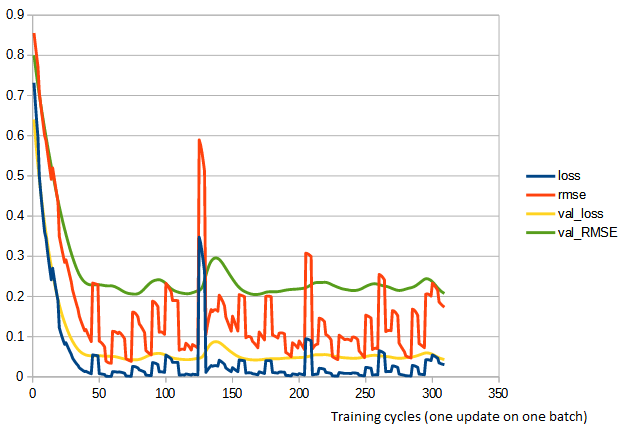 0.9
0.8
0.7
0.6
0.5
0.4
0.3
0.2
0.1
0
0 50 100 150 200 250 300 350
loss
rmse
val_loss
val_RMSE
Training cycles (one update on one batch)